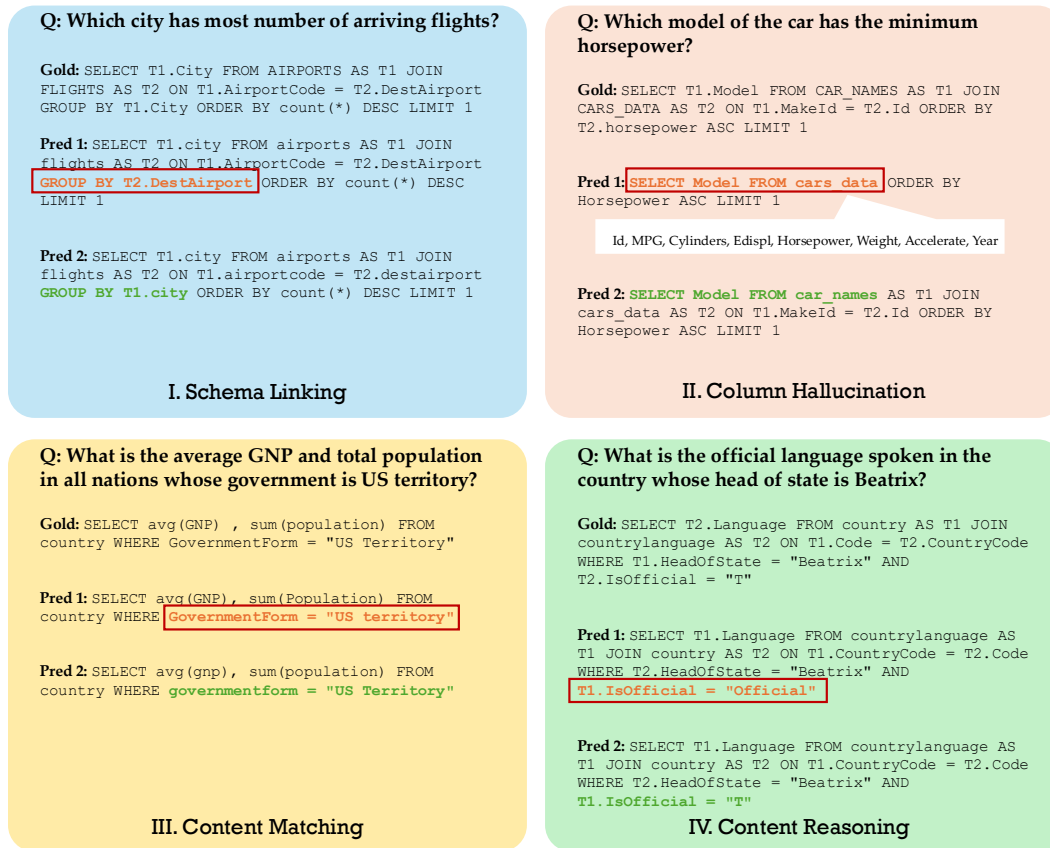 Q: Which city has most number of arriving flights?
Gold: SELECT T1.City FROM AIRPORTS AS T1 JOIN
FLIGHTS AS T2 ON T1.AirportCode = T2.DestAirport
GROUP BY T1.City ORDER BY count(*) DESC LIMIT 1
Pred 1: SELECT T1.city FROM airports AS T1 JOIN
flights AS T2 ON T1.AirportCode = T2.DestAirport
GROUP BY T2.DestAirport ORDER BY count(*) DESC
LIMIT 1
Pred 2: SELECT T1.city FROM airports AS T1 JOIN
flights AS T2 ON T1.airportcode = T2.destairport
GROUP BY T1.city ORDER BY count(*) DESC LIMIT 1
I. Schema Linking
Q: Which model of the car has the minimum
horsepower?
Gold: SELECT T1.Model FROM CAR_NAMES AS T1 JOIN
CARS_DATA AS T2 ON T1.MakeId = T2.Id ORDER BY
T2.horsepower ASC LIMIT 1
Pred 1: SELECT Model FROM cars_data ORDER BY
Horsepower ASC LIMIT 1
Id, MPG, Cylinders, Edispl, Horsepower, Weight, Accelerate, Year
Pred 2: SELECT Model FROM car_names AS T1 JOIN
cars_data AS T2 ON T1.MakeId = T2.Id ORDER BY
Horsepower ASC LIMIT 1
II. Column Hallucination
Q: What is the average GNP and total population
in all nations whose government is US territory?
Gold: SELECT avg(GNP) , sum(population) FROM
country WHERE GovernmentForm = "US Territory"
Pred 1: SELECT avg(GNP), sum(Population) FROM
country WHERE GovernmentForm = "US territory"
Pred 2: SELECT avg(gnp), sum(population) FROM
country WHERE governmentform = "US Territory"
III. Content Matching
Q: What is the official language spoken in the
country whose head of state is Beatrix?
Gold: SELECT T2.Language FROM country AS T1 JOIN
countrylanguage AS T2 ON T1.Code = T2.CountryCode
WHERE T1.HeadOfState = "Beatrix" AND
T2.IsOfficial = "T"
Pred 1: SELECT T1.Language FROM countrylanguage AS
T1 JOIN country AS T2 ON T1.CountryCode = T2.Code
WHERE T2.HeadOfState = "Beatrix" AND
T1.IsOfficial = "Official"
Pred 2: SELECT T1.Language FROM countrylanguage AS
T1 JOIN country AS T2 ON T1.CountryCode = T2.Code
WHERE T2.HeadOfState = "Beatrix" AND
T1.IsOfficial = "T"
IV. Content Reasoning